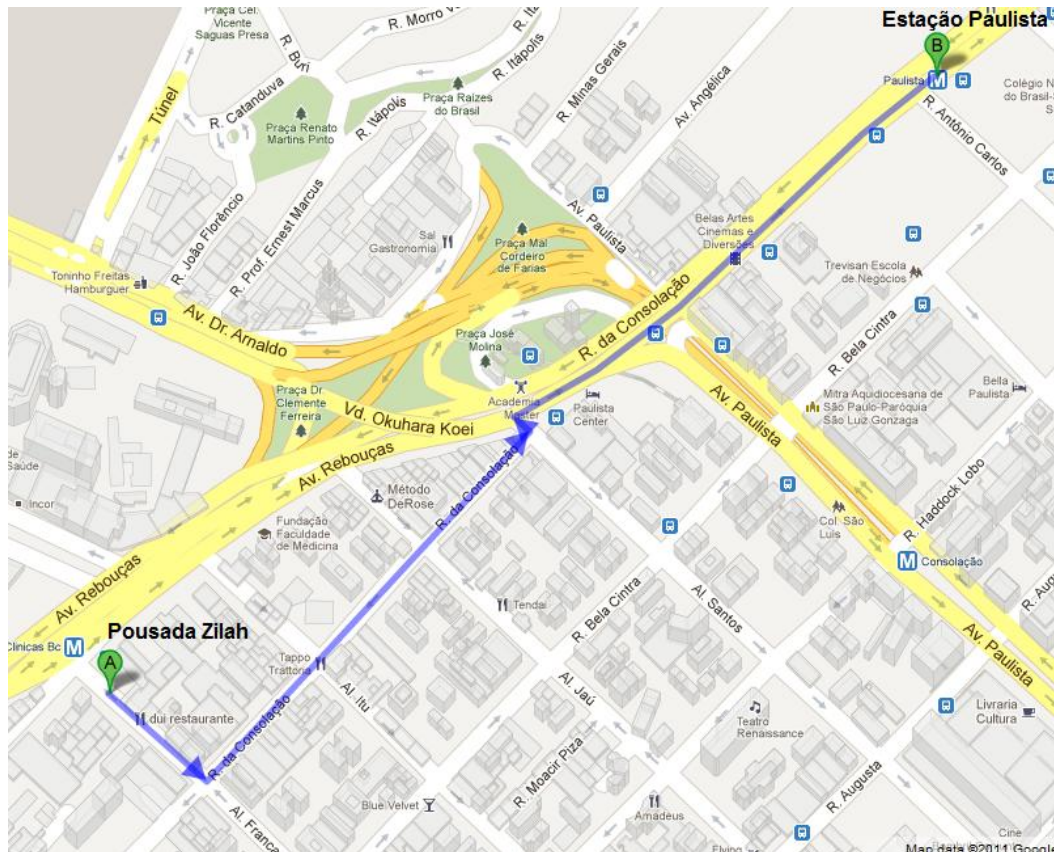 Praça Cel.
Vicente
Saguas Presa
R. Buri
R. Morro
R. Itápolis
Estação Paulista
B
Paulista
M
Túnel
R. Catanduva
Praça Renato
Martins Pinto
R. Itápolis
Praça Raízes
do Brasil
R. Minas Gerais
Av. Angélica
R. Antônio Carlos
R. João Florêncio
R. Prof. Ernest Marcus
Sal
Gastronomia
Praça Mal
Cordeiro
de Farias
Av. Paulista
Belas Artes
Cinemas e
Diversões
Trevisan Escola
de Negócios
Toninho Freitas
Hamburguer
Av. Dr. Arnaldo
Praça José
Molina
R. da Consolação
R. Bela Cintra
Praça Dr
Clemente
Ferreira
Vd. Okuhara Koei
Academia
Master
Paulista
Center
Av. Paulista
Mitra Aquidiocesana de
São Paulo-Paróquia
São Luiz Gonzaga
Bella
Paulista
Av. Rebouças
Incor
Método
DeRose
R. da Consolação
Fundação
Faculdade
de Medicina
Col. São
Luis
R. Haddock Lobo
M
Consolação
Av. Rebouças
Tendai
R. Bela Cintra
Al. Santos
Clinicas Bc
M
Pousada Zilah
A
Tappo
Trattoria
Al. Itu
Al. Jaú
Av. Paulista
dui restaurante
R. da Consolação
Teatro
Renaissance
Livraria
Cultura
R. Moacir Piza
R. Augusta
Blue Velvet
Amadeus
Al. Franca
Cine
Map data ©2011 Google